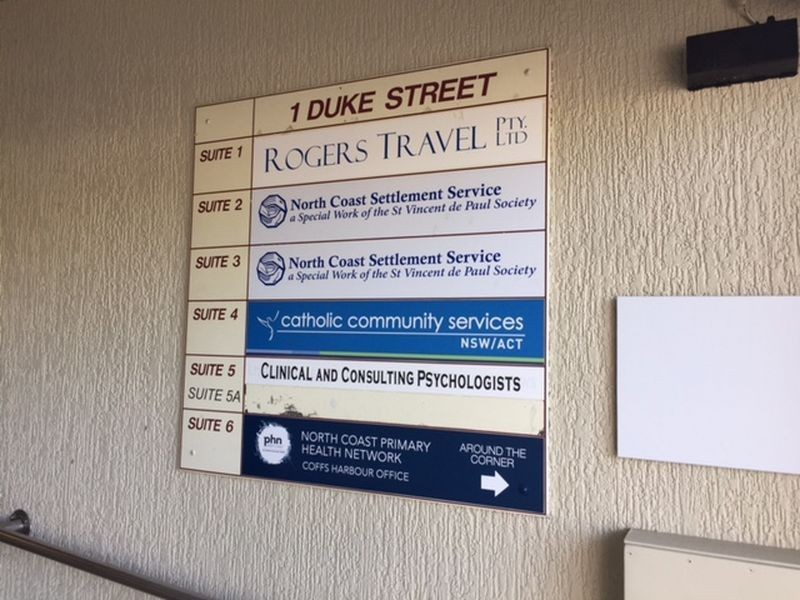 1 DUKE STREET
SUITE 1 ROGERS TRAVEL PTY. LTD
SUITE 2 North Coast Settlement Service
a Special Work of the St Vincent de Paul Society
SUITE 3 North Coast Settlement Service
a Special Work of the St Vincent de Paul Society
SUITE 4 catholic community services
NSW/ACT
SUITE 5 CLINICAL AND CONSULTING PSYCHOLOGISTS
SUITE 5A
SUITE 6 phn NORTH COAST PRIMARY
HEALTH NETWORK
COFFS HARBOUR OFFICE
AROUND THE
CORNER